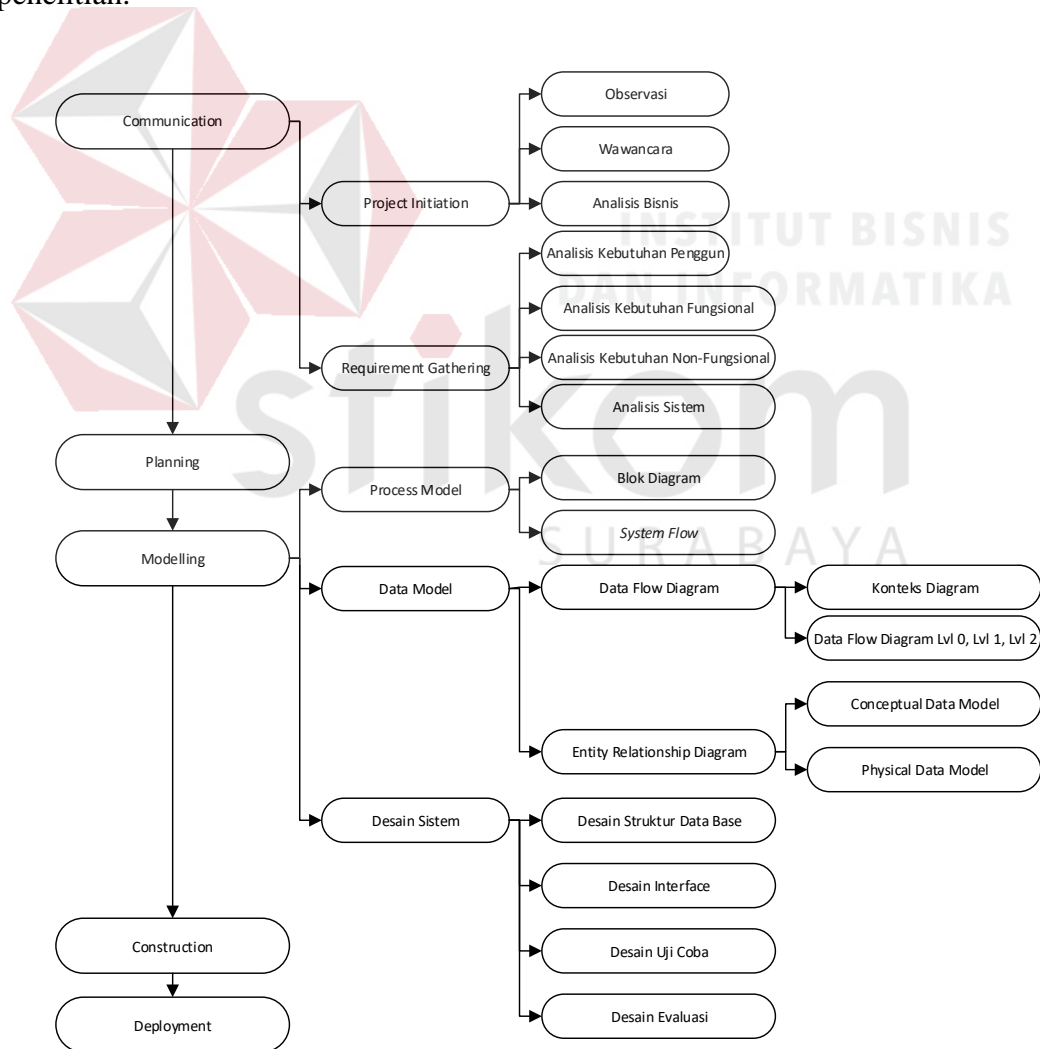 penelitian.
Communication
Observasi
Wawancara
Project Initiation
Analisis Bisnis
INSTITUT BISNIS
DAN INFORMATIKA
Analisis Kebutuhan Penggun
Analisis Kebutuhan Fungsional
Requirement Gathering
Analisis Kebutuhan Non-Fungsional
Analisis Sistem
stikom
SURABAYA
Planning
Process Model
Blok Diagram
System Flow
Modelling
Data Model
Data Flow Diagram
Konteks Diagram
Data Flow Diagram Lvl 0, Lvl 1, Lvl 2
Conceptual Data Model
Entity Relationship Diagram
Physical Data Model
Desain Sistem
Desain Struktur Data Base
Desain Interface
Construction
Desain Uji Coba
Deployment
Desain Evaluasi